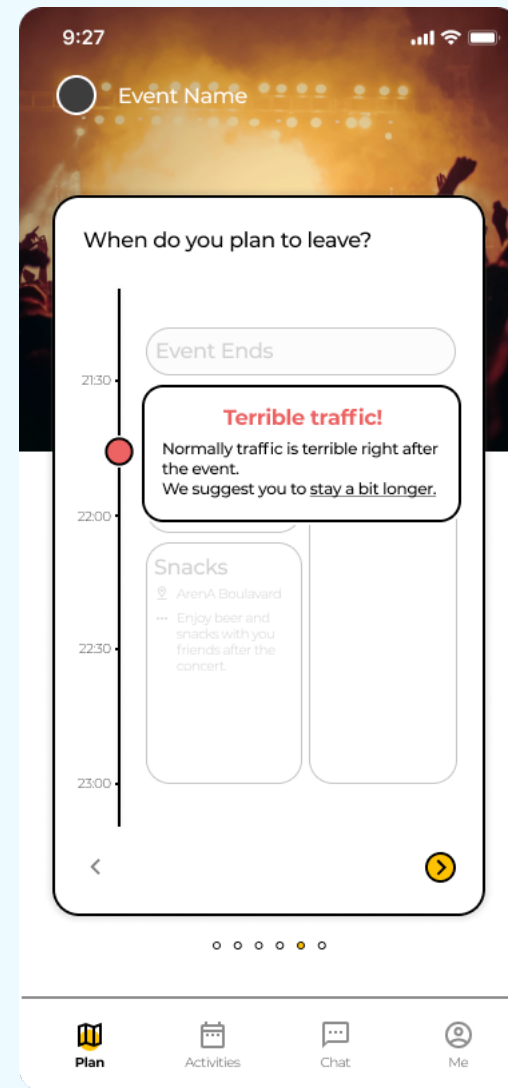 9:27
Event Name
When do you plan to leave?
Event Ends
21:30
Terrible traffic!
Normally traffic is terrible right after
the event.
We suggest you to stay a bit longer.
22:00
Snacks
ArenA Boulavard
Enjoy beer and
snacks with you
friends after the
concert.
22:30
23:00
Plan
Activities
Chat
Me